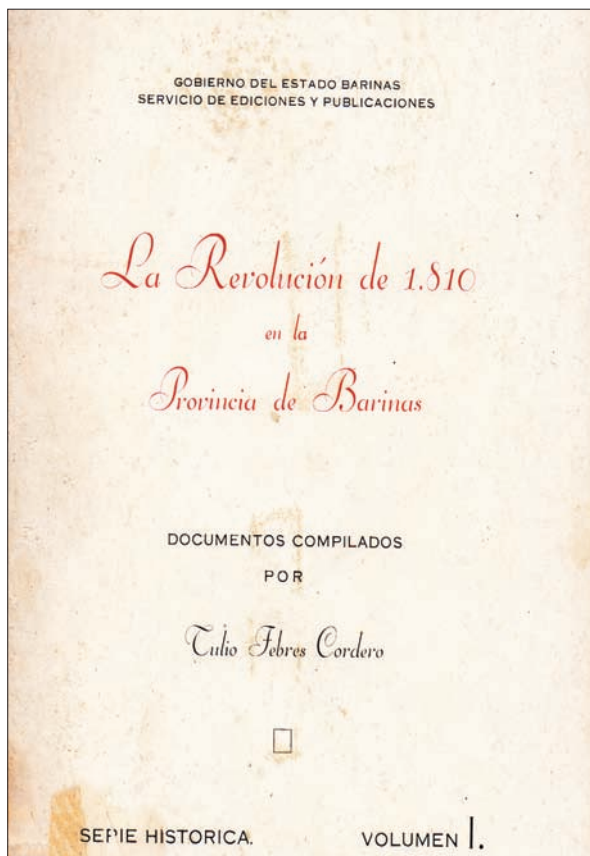 GOBIERNO DEL ESTADO BARINAS
SERVICIO DE EDICIONES Y PUBLICACIONES
La Revolución de 1.810
en la
Provincia de Barinas
DOCUMENTOS COMPILADOS
POR
Tulio Febres Cordero
SERIE HISTORICA. VOLUMEN I.